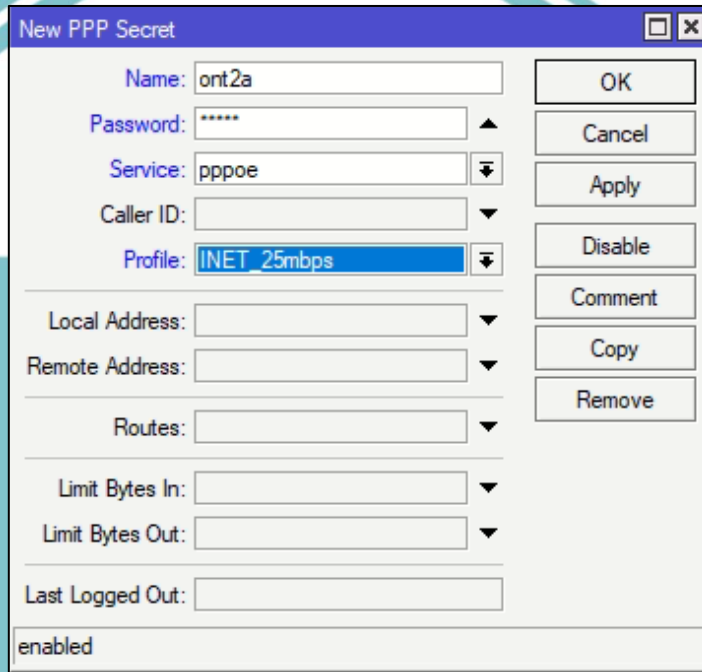 New PPP Secret
Name: ont2a
Password: *****
Service: pppoe
Caller ID:
Profile: INET_25mbps
Local Address:
Remote Address:
Routes:
Limit Bytes In:
Limit Bytes Out:
Last Logged Out:
enabled
OK
Cancel
Apply
Disable
Comment
Copy
Remove